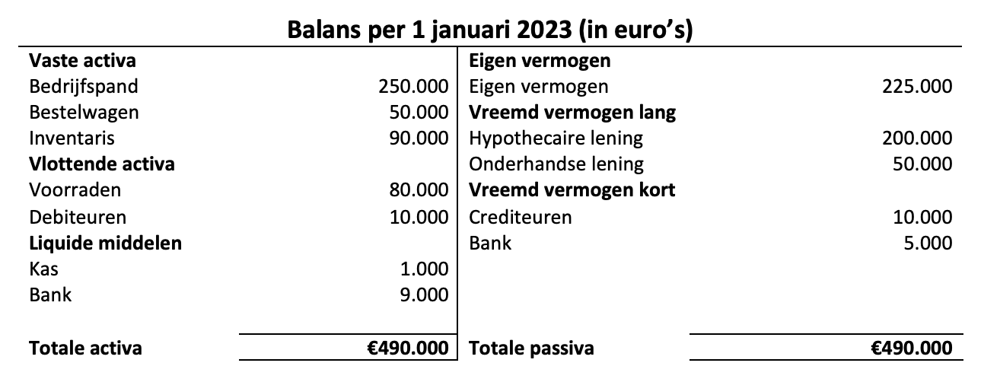 Balans per 1 januari 2023 (in euro’s)
Vaste activa Eigen vermogen
Bedrijfspand 250.000 Eigen vermogen 225.000
Bestelwagen 50.000 Vreemd vermogen lang
Inventaris 90.000 Hypothecaire lening 200.000
Vlottende activa Onderhandse lening 50.000
Voorraden 80.000 Vreemd vermogen kort
Debiteuren 10.000 Crediteuren 10.000
Liquide middelen Bank 5.000
Kas 1.000
Bank 9.000
Totale activa €490.000 Totale passiva €490.000